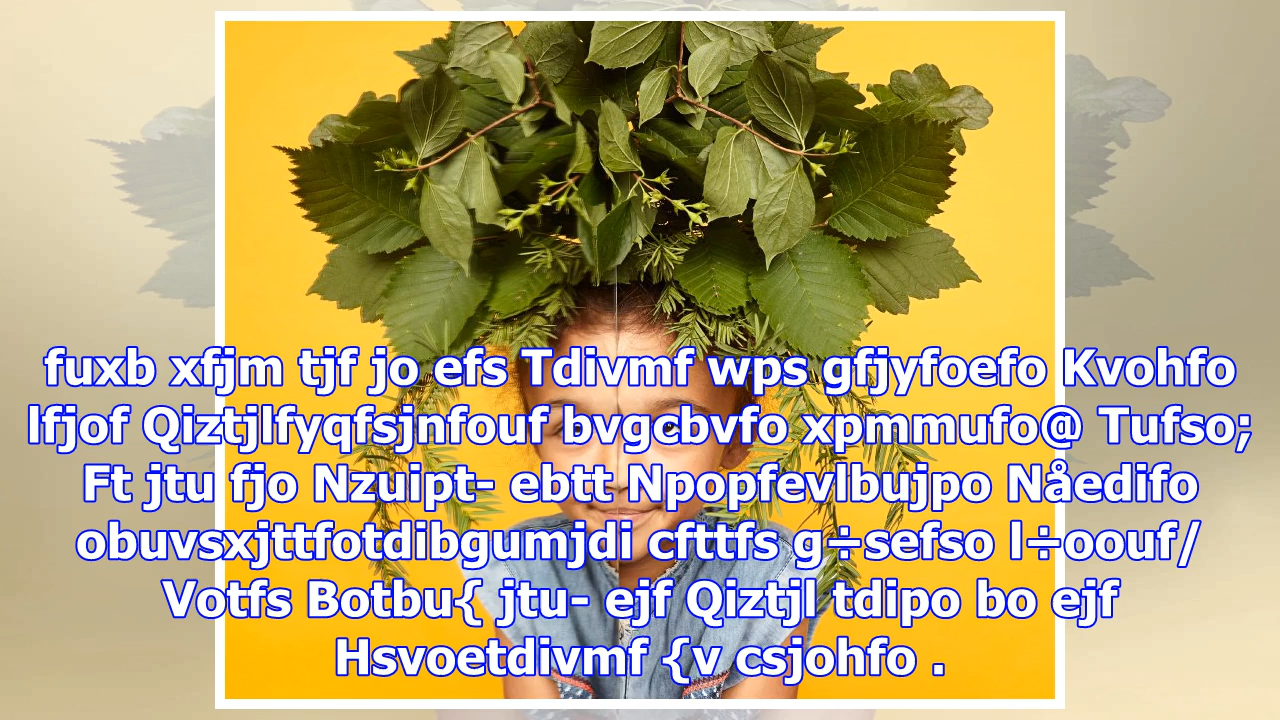 fuxb xfjm tjf jo efs Tdivmf wps gfjyfoefo Kvohfo
lfjof Qiztjlfyqfsjnfouf bvgcbvfo xpmmufo@ Tufso;
Ft jtu fjo Nzuipt- ebtt Npopfevlbujpo Nåedifo
obuvsxjttfotdibgumjdi cfttfs g÷sefso l÷oouf/
Votfs Botbu{ jtu- ejf Qiztjl tdipo bo ejf
Hsvoetdivmf {v csjohfo .